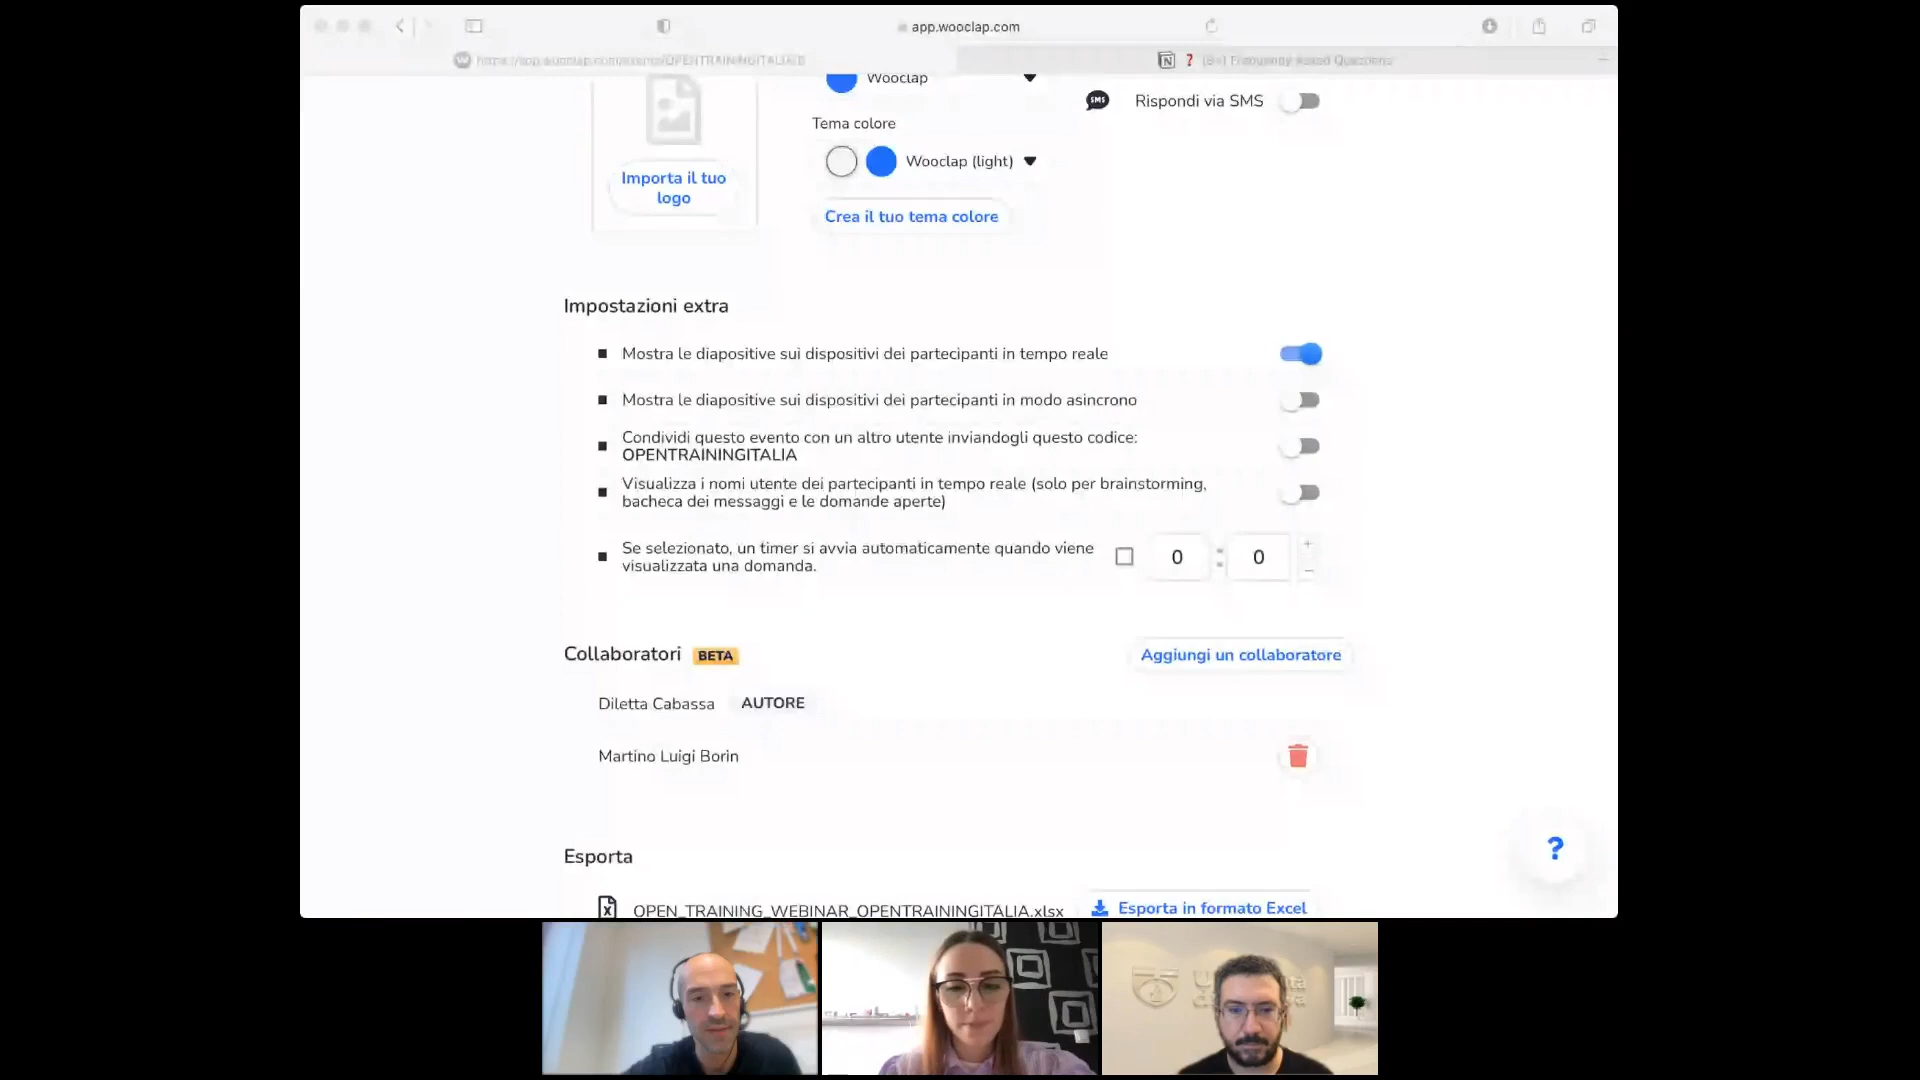 app.wooclap.com
Wooclap
SMS
Rispondi via SMS
Tema colore
Wooclap (light)
Importa il tuo
logo
Crea il tuo tema colore
Impostazioni extra
Mostra le diapositive sui dispositivi dei partecipanti in tempo reale
Mostra le diapositive sui dispositivi dei partecipanti in modo asincrono
Condividi questo evento con un altro utente inviandogli questo codice:
OPENTRAININGITALIA
Visualizza i nomi utente dei partecipanti in tempo reale (solo per brainstorming,
bacheca dei messaggi e le domande aperte)
Se selezionato, un timer si avvia automaticamente quando viene
visualizzata una domanda.
0 : 0
Collaboratori BETA
Aggiungi un collaboratore
Diletta Cabassa AUTORE
Martino Luigi Borin
?
Esporta
OPEN_TRAINING_WEBINAR_OPENTRAININGITALIA.xlsx
Esporta in formato Excel